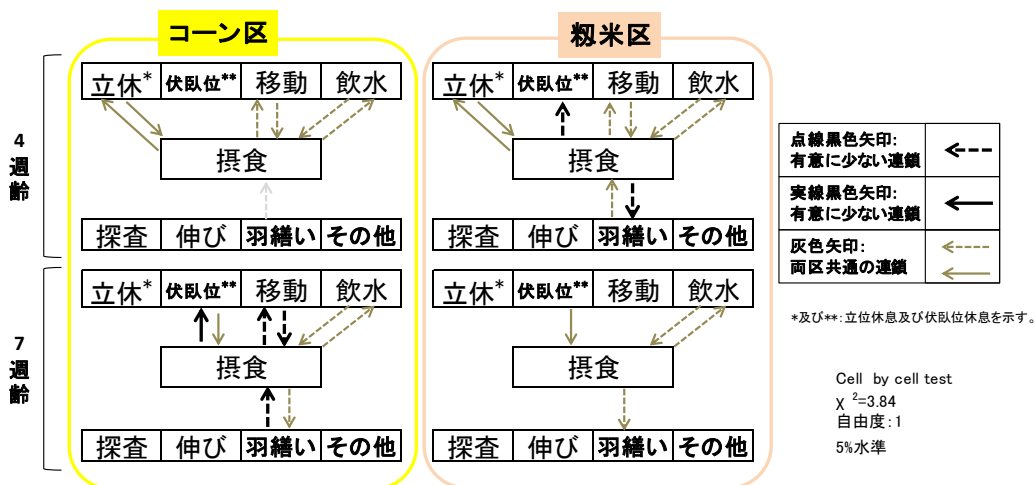 コーン区
籾米区
4
週
齢
立休* 伏臥位** 移動 飲水
摂食
探査 伸び 羽繕い その他
立休* 伏臥位** 移動 飲水
摂食
探査 伸び 羽繕い その他
7
週
齢
立休* 伏臥位** 移動 飲水
摂食
探査 伸び 羽繕い その他
立休* 伏臥位** 移動 飲水
摂食
探査 伸び 羽繕い その他
点線黒色矢印:
有意に少ない連鎖
実線黒色矢印:
有意に少ない連鎖
灰色矢印:
両区共通の連鎖
*及び**:立位休息及び伏臥位休息を示す。
Cell by cell test
χ ²=3.84
自由度:1
5%水準